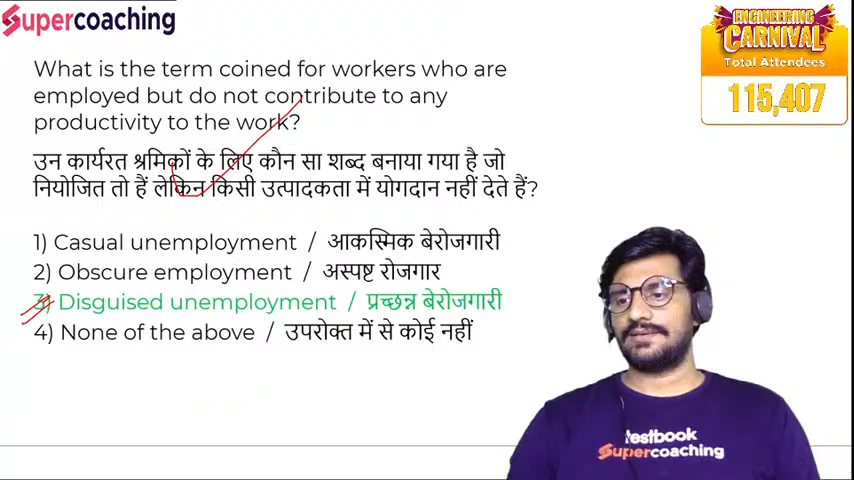 Supercoaching
ENGINEERING
CARNIVAL
Total Attendees
115,407
What is the term coined for workers who are
employed but do not contribute to any
productivity to the work?
उन कार्यरत श्रमिकों के लिए कौन सा शब्द बनाया गया है जो
नियोजित तो हैं लेकिन किसी उत्पादकता में योगदान नहीं देते हैं?
1) Casual unemployment / आकस्मिक बेरोजगारी
2) Obscure employment / अस्पष्ट रोजगार
3) Disguised unemployment / प्रच्छन्न बेरोजगारी
4) None of the above / उपरोक्त में से कोई नहीं
testbook
Supercoaching